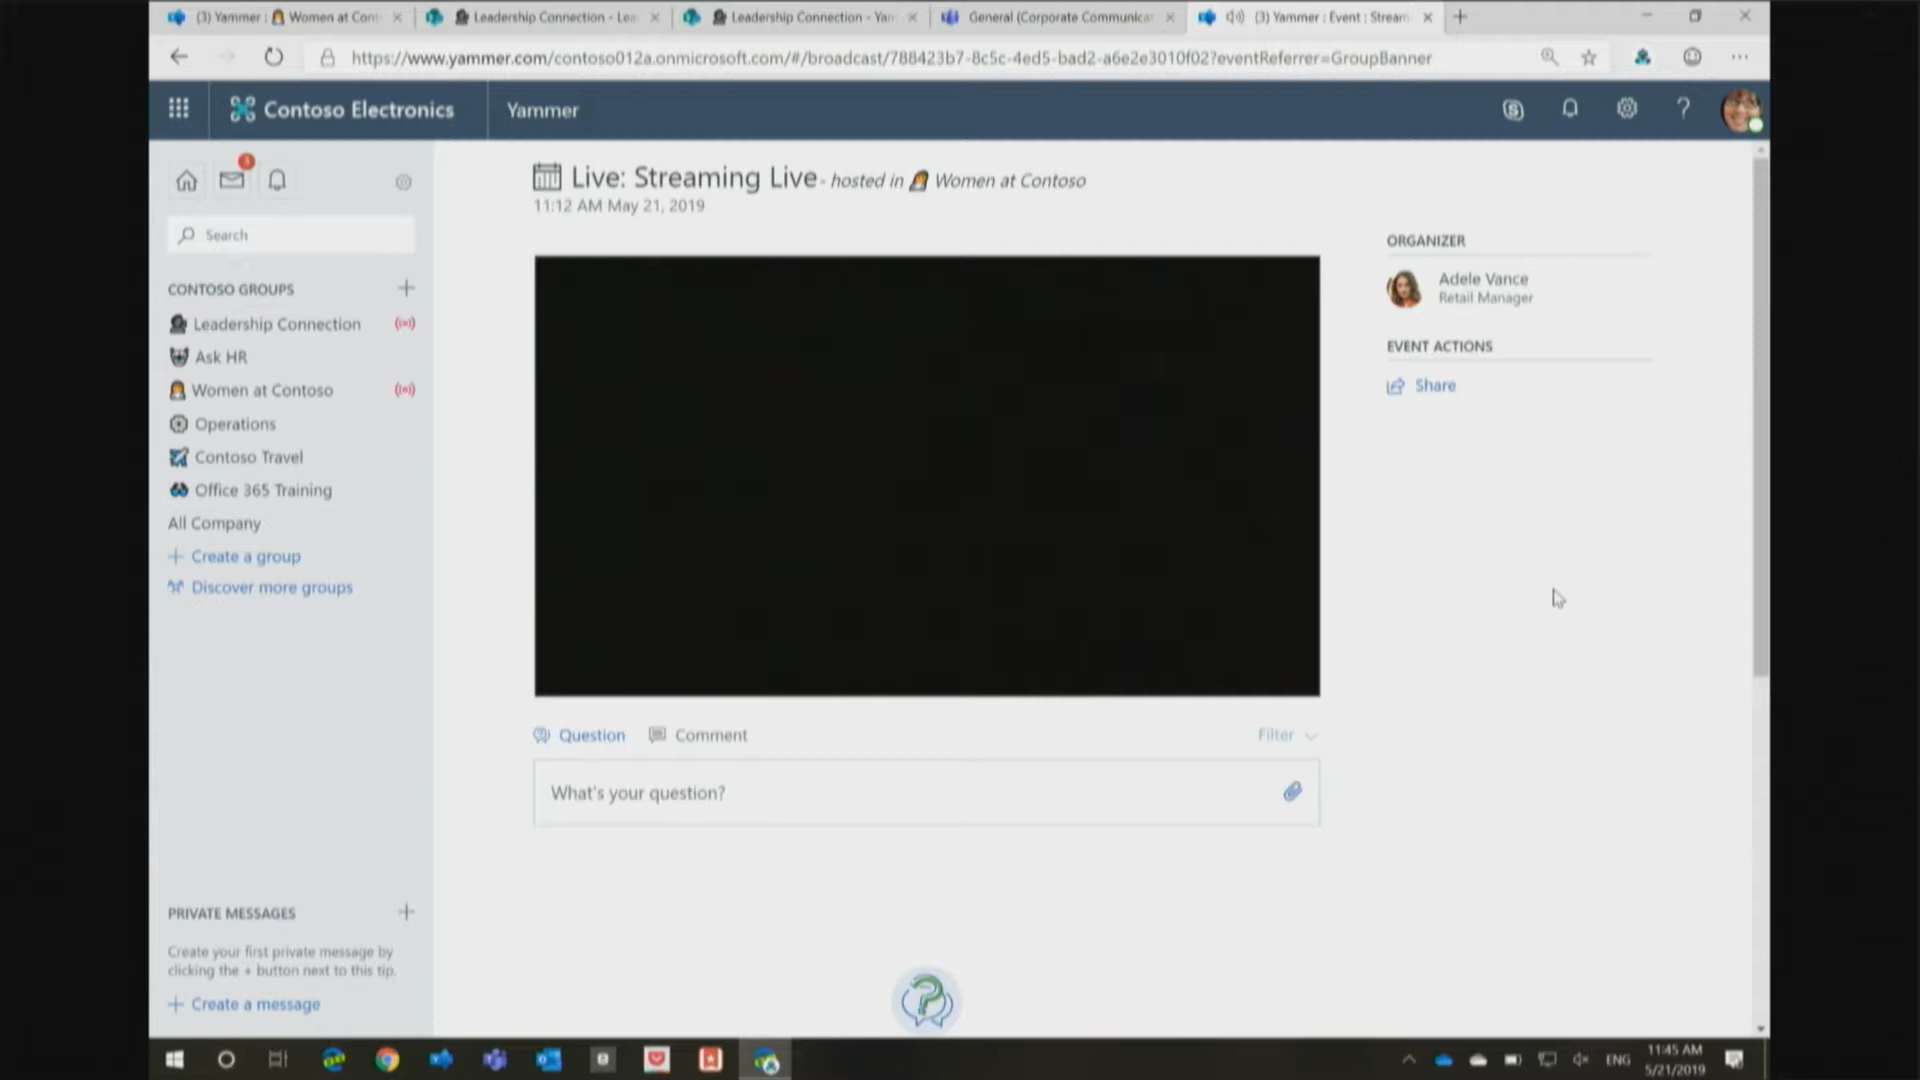 (3) Yammer : Women at Cont
Leadership Connection - Lea
Leadership Connection - Yam
General (Corporate Communicat
(3) Yammer : Event : Stream
https://www.yammer.com/contoso012a.onmicrosoft.com/#/broadcast/788423b7-8c5c-4ed5-bad2-a6e2e3010f02?eventReferrer=GroupBanner
Contoso Electronics
Yammer
Live: Streaming Live - hosted in Women at Contoso
11:12 AM May 21, 2019
Search
CONTOSO GROUPS
Leadership Connection
Ask HR
Women at Contoso
Operations
Contoso Travel
Office 365 Training
All Company
Create a group
Discover more groups
ORGANIZER
Adele Vance
Retail Manager
EVENT ACTIONS
Share
Question
Comment
Filter
What's your question?
PRIVATE MESSAGES
Create your first private message by
clicking the + button next to this tip.
Create a message
ENG
11:45 AM
5/21/2019